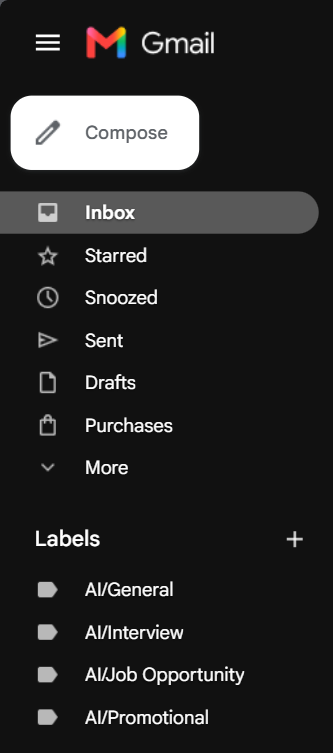 Gmail
Compose
Inbox
Starred
Snoozed
Sent
Drafts
Purchases
More
Labels
AI/General
AI/Interview
AI/Job Opportunity
AI/Promotional